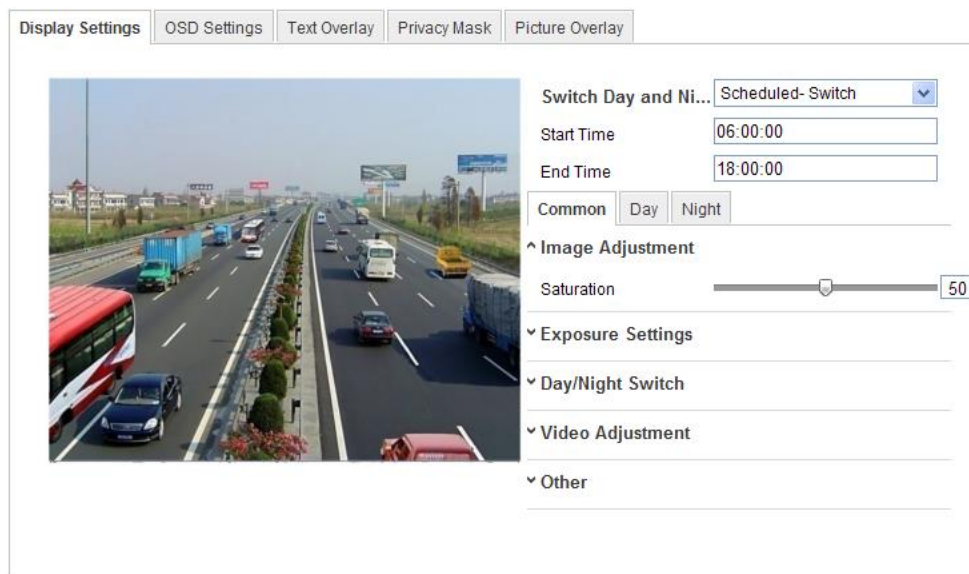 Display Settings OSD Settings Text Overlay Privacy Mask Picture Overlay
Switch Day and Ni... Scheduled- Switch
Start Time 06:00:00
End Time 18:00:00
Common Day Night
Image Adjustment
Saturation 50
Exposure Settings
Day/Night Switch
Video Adjustment
Other